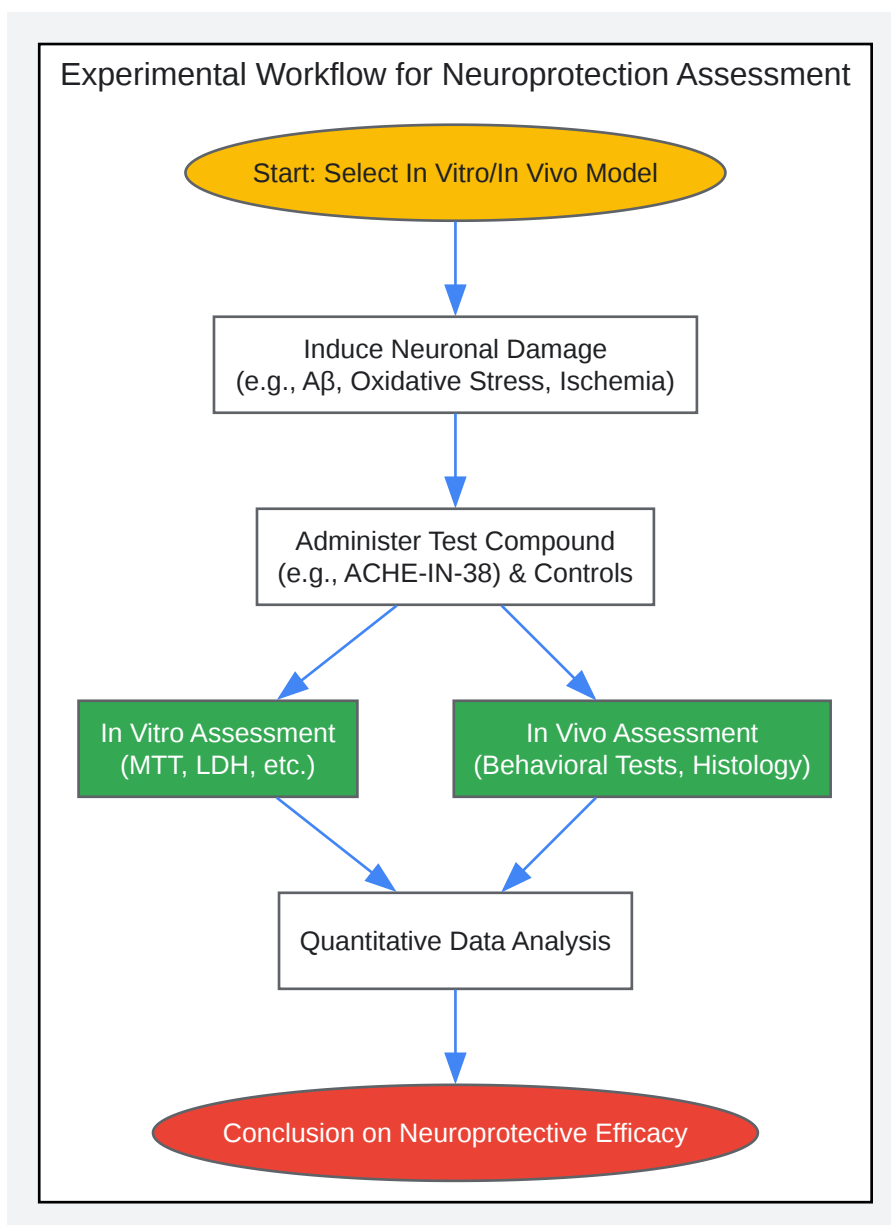 Experimental Workflow for Neuroprotection Assessment
Start: Select In Vitro/In Vivo Model
Induce Neuronal Damage
(e.g., Aβ, Oxidative Stress, Ischemia)
Administer Test Compound
(e.g., ACHE-IN-38) & Controls
In Vitro Assessment
(MTT, LDH, etc.)
In Vivo Assessment
(Behavioral Tests, Histology)
Quantitative Data Analysis
Conclusion on Neuroprotective Efficacy